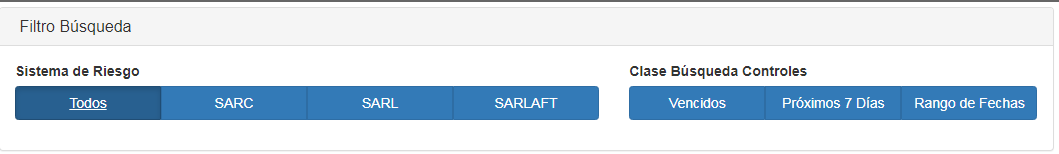 Filtro Búsqueda
Sistema de Riesgo
Todos SARC SARL SARLAFT
Clase Búsqueda Controles
Vencidos Próximos 7 Días Rango de Fechas